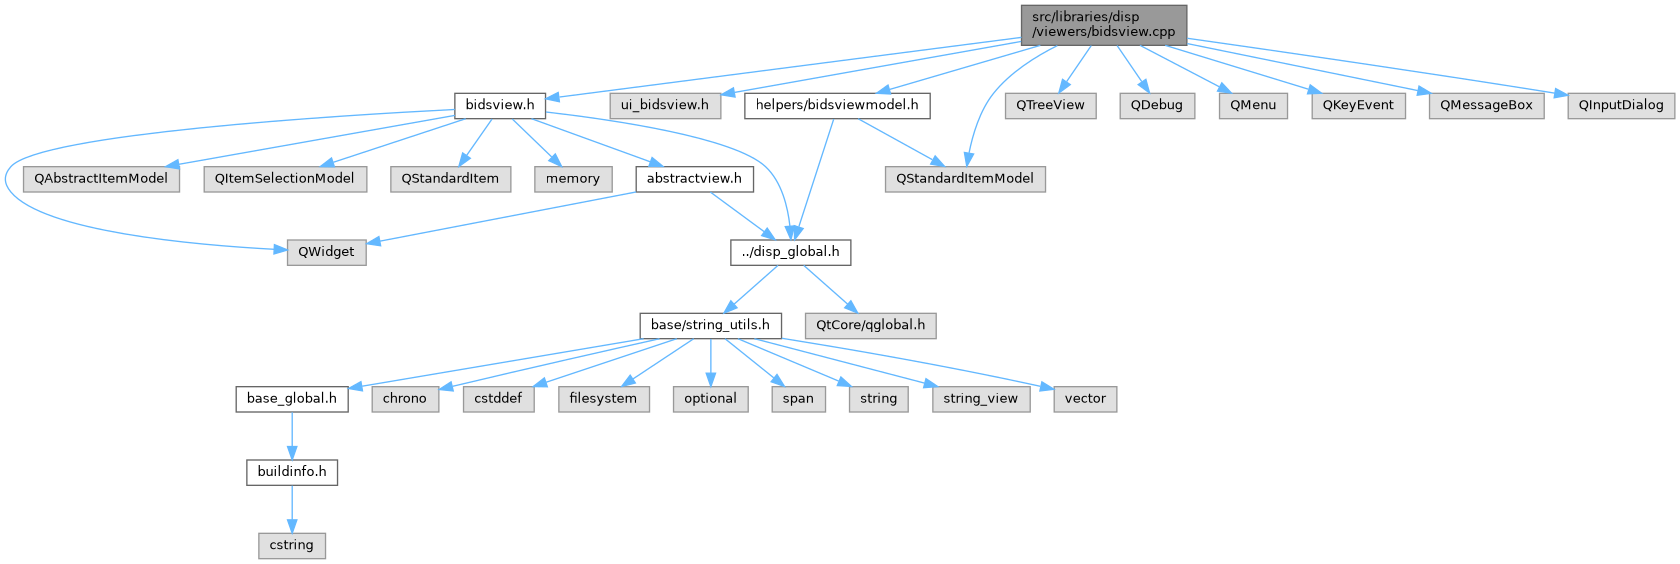 src/libraries/disp
/viewers/bidsview.cpp
bidsview.h
ui_bidsview.h
helpers/bidsviewmodel.h
QTreeView
QDebug
QMenu
QKeyEvent
QMessageBox
QInputDialog
QAbstractItemModel
QItemSelectionModel
QStandardItem
memory
abstractview.h
QStandardItemModel
QWidget
../disp_global.h
base/string_utils.h
QtCore/qglobal.h
base_global.h
chrono
cstddef
filesystem
optional
span
string
string_view
vector
buildinfo.h
cstring